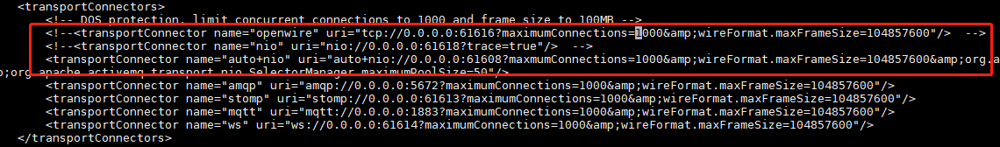 <transportConnectors>
<!-- DOS protection, limit concurrent connections to 1000 and frame size to 100MB -->
<!--<transportConnector name="openwire" uri="tcp://0.0.0.0:61616?maximumConnections=1000&amp;wireFormat.maxFrameSize=104857600"/> -->
<transportConnector name="nio" uri="nio://0.0.0.0:61618?trace=true"/> -->
<transportConnector name="auto+nio" uri="auto+nio://0.0.0.0:61608?maxmumConnections=1000&amp;wireFormat.maxFrameSize=104857600&amp;org.a
p;org.apache.activemq.transport.nio.SelectorManager.maximumPoolSize=50"/>
<transportConnector name="amqp" uri="amqp://0.0.0.0:5672?maximumConnections=1000&amp;wireFormat.maxFrameSize=104857600"/>
<transportConnector name="stomp" uri="stomp://0.0.0.0:61613?maximumConnections=1000&amp;wireFormat.maxFrameSize=104857600"/>
<transportConnector name="mqtt" uri="mqtt://0.0.0.0:1883?maximumConnections=1000&amp;wireFormat.maxFrameSize=104857600"/>
<transportConnector name="ws" uri="ws://0.0.0.0:61614?maximumConnections=1000&amp;wireFormat.maxFrameSize=104857600"/>
</transportConnectors>